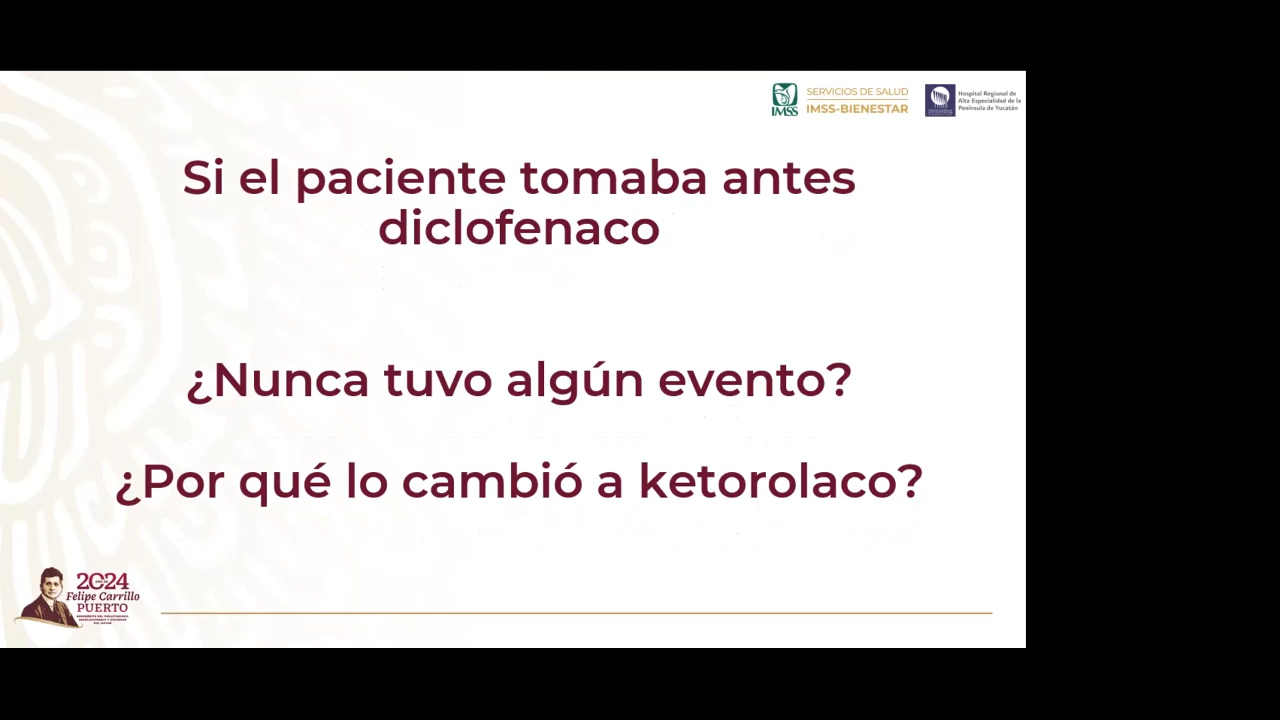 IMSS
SERVICIOS DE SALUD
IMSS-BIENESTAR
Hospital Regional de
Alta Especialidad de la
Península de Yucatán
Si el paciente tomaba antes
diclofenaco
¿Nunca tuvo algún evento?
¿Por qué lo cambió a ketorolaco?
2024
Felipe Carrillo
PUERTO